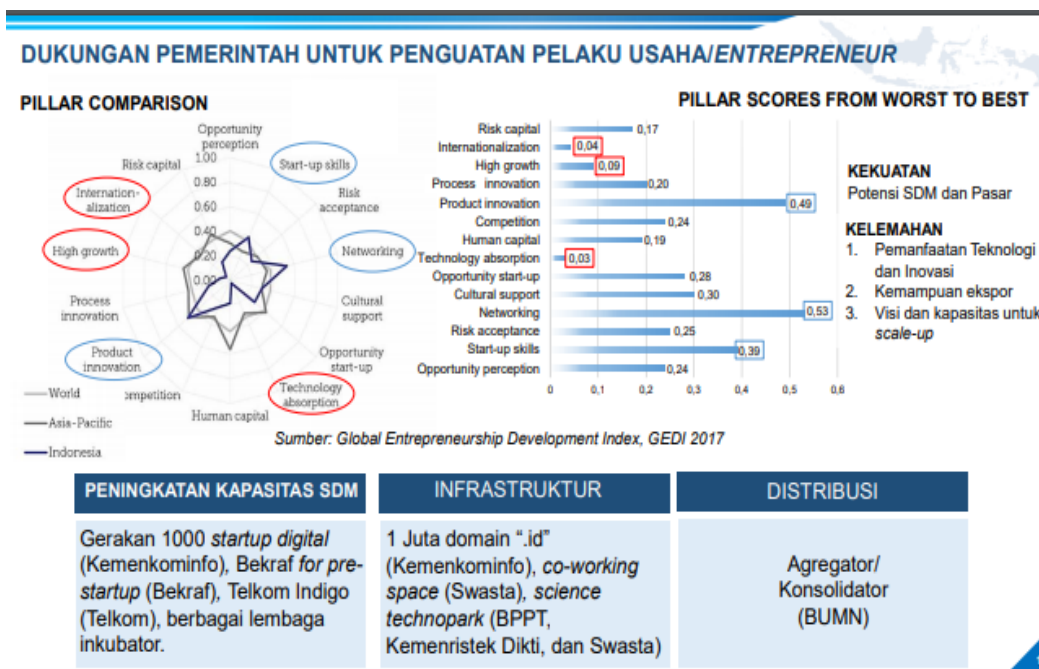 DUKUNGAN PEMERINTAH UNTUK PENGUATAN PELAKU USAHA/ENTREPRENEUR
PILLAR COMPARISON
Opportunity
perception
Start-up skills
Risk
acceptance
Networking
Cultural
support
Opportunity
start-up
Technology
absorption
Human capital
ompetition
Product
innovation
Process
innovation
High growth
Internation-
alization
Risk capital
1.00
0.80
0.60
0.40
0.20
0.00
World
Asia-Pacific
Indonesia
PILLAR SCORES FROM WORST TO BEST
Risk capital 0,17
Internationalization 0,04
High growth 0,09
Process innovation 0,20
Product innovation 0,49
Competition 0,24
Human capital 0,19
Technology absorption 0,03
Opportunity start-up 0,28
Cultural support 0,30
Networking 0,53
Risk acceptance 0,25
Start-up skills 0,39
Opportunity perception 0,24
0 0,1 0,2 0,3 0,4 0,5 0,6
KEKUATAN
Potensi SDM dan Pasar
KELEMAHAN
1. Pemanfaatan Teknologi
dan Inovasi
2. Kemampuan ekspor
3. Visi dan kapasitas untuk
scale-up
Sumber: Global Entrepreneurship Development Index, GEDI 2017
PENINGKATAN KAPASITAS SDM
Gerakan 1000 startup digital
(Kemenkominfo), Bekraf for pre-
startup (Bekraf), Telkom Indigo
(Telkom), berbagai lembaga
inkubator.
INFRASTRUKTUR
1 Juta domain “.id”
(Kemenkominfo), co-working
space (Swasta), science
technopark (BPPT,
Kemenristek Dikti, dan Swasta)
DISTRIBUSI
Agregator/
Konsolidator
(BUMN)